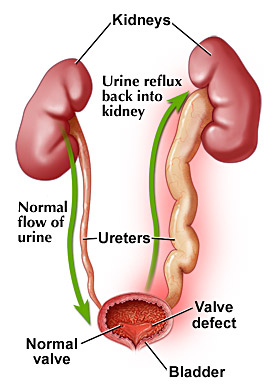 Kidneys
Urine reflux
back into
kidney
Normal
flow of
urine
Ureters
Normal
valve
Valve
defect
Bladder